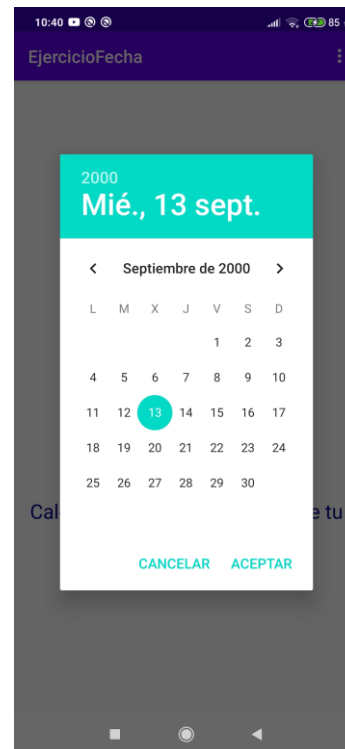 10:40 85
EjercicioFecha
2000
Mié., 13 sept.
Septiembre de 2000
L M X J V S D
1 2 3
4 5 6 7 8 9 10
11 12 13 14 15 16 17
18 19 20 21 22 23 24
25 26 27 28 29 30
Cal e tu
CANCELAR ACEPTAR